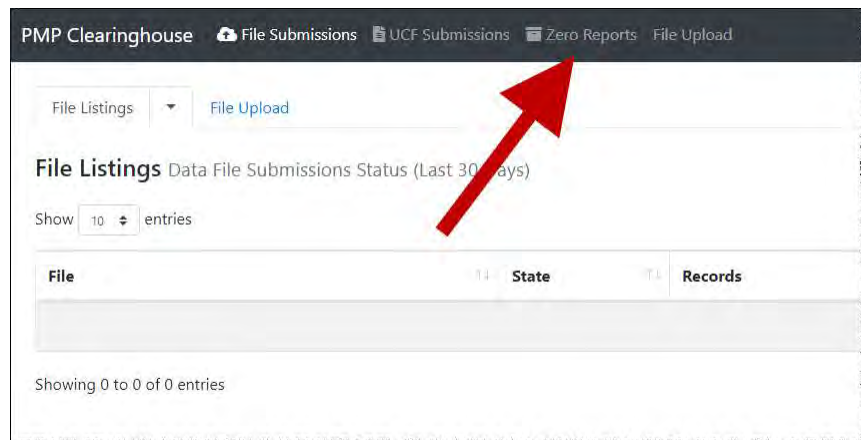 PMP Clearinghouse File Submissions UCF Submissions Zero Reports File Upload
File Listings File Upload
File Listings Data File Submissions Status (Last 30 Days)
Show 10 entries
File State Records
Showing 0 to 0 of 0 entries